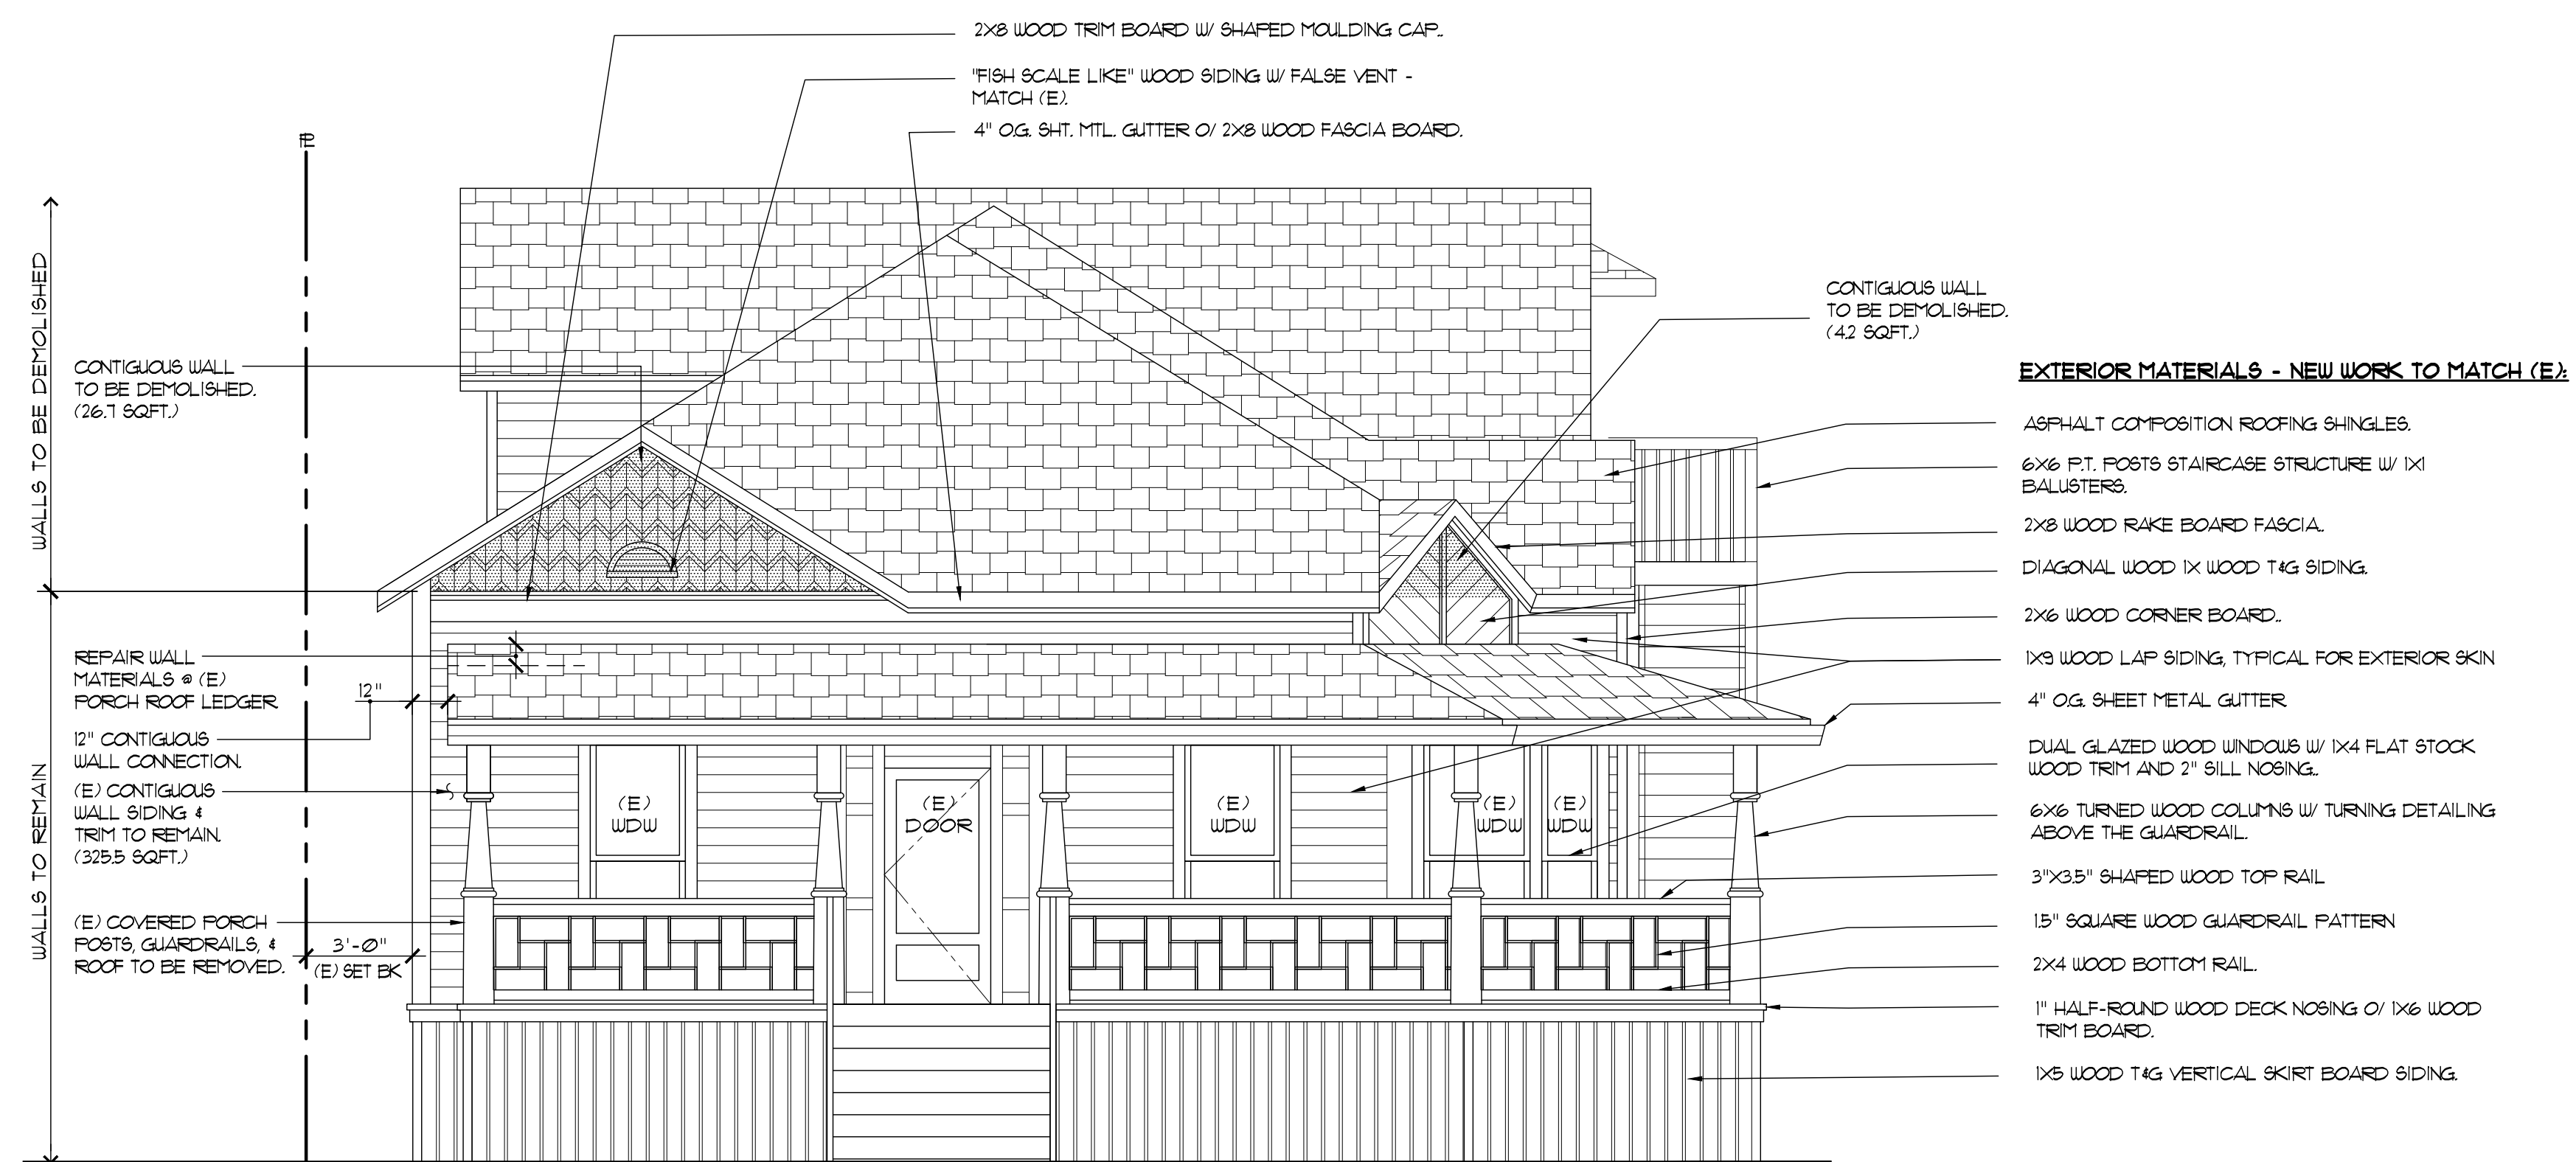 2X8 WOOD TRIM BOARD W/ SHAPED MOULDING CAP..
"FISH SCALE LIKE" WOOD SIDING W/ FALSE VENT -
MATCH (E).
4" O.G. SHT. MTL. GUTTER O/ 2X8 WOOD FASCIA BOARD.
PL
WALLS TO BE DEMOLISHED
CONTIGUOUS WALL
TO BE DEMOLISHED.
(26.7 SQFT.)
CONTIGUOUS WALL
TO BE DEMOLISHED.
(4.2 SQFT.)
EXTERIOR MATERIALS - NEW WORK TO MATCH (E):
ASPHALT COMPOSITION ROOFING SHINGLES.
6X6 P.T. POSTS STAIRCASE STRUCTURE W/ 1X1
BALUSTERS.
2X8 WOOD RAKE BOARD FASCIA..
DIAGONAL WOOD 1X WOOD T&G SIDING.
2X6 WOOD CORNER BOARD..
1X9 WOOD LAP SIDING, TYPICAL FOR EXTERIOR SKIN
4" O.G. SHEET METAL GUTTER
DUAL GLAZED WOOD WINDOWS W/ 1X4 FLAT STOCK
WOOD TRIM AND 2" SILL NOSING..
6X6 TURNED WOOD COLUMNS W/ TURNING DETAILING
ABOVE THE GUARDRAIL.
3"X3.5" SHAPED WOOD TOP RAIL
1.5" SQUARE WOOD GUARDRAIL PATTERN
2X4 WOOD BOTTOM RAIL.
1" HALF-ROUND WOOD DECK NOSING O/ 1X6 WOOD
TRIM BOARD.
1X5 WOOD T&G VERTICAL SKIRT BOARD SIDING.
WALLS TO REMAIN
REPAIR WALL
MATERIALS @ (E)
PORCH ROOF LEDGER
12"
12" CONTIGUOUS
WALL CONNECTION.
(E) CONTIGUOUS
WALL SIDING &
TRIM TO REMAIN.
(325.5 SQFT.)
(E) COVERED PORCH
POSTS, GUARDRAILS, &
ROOF TO BE REMOVED.
3'-0"
(E) SET BK
(E)
WDW
(E)
DOOR
(E)
WDW
(E)
WDW
(E)
WDW